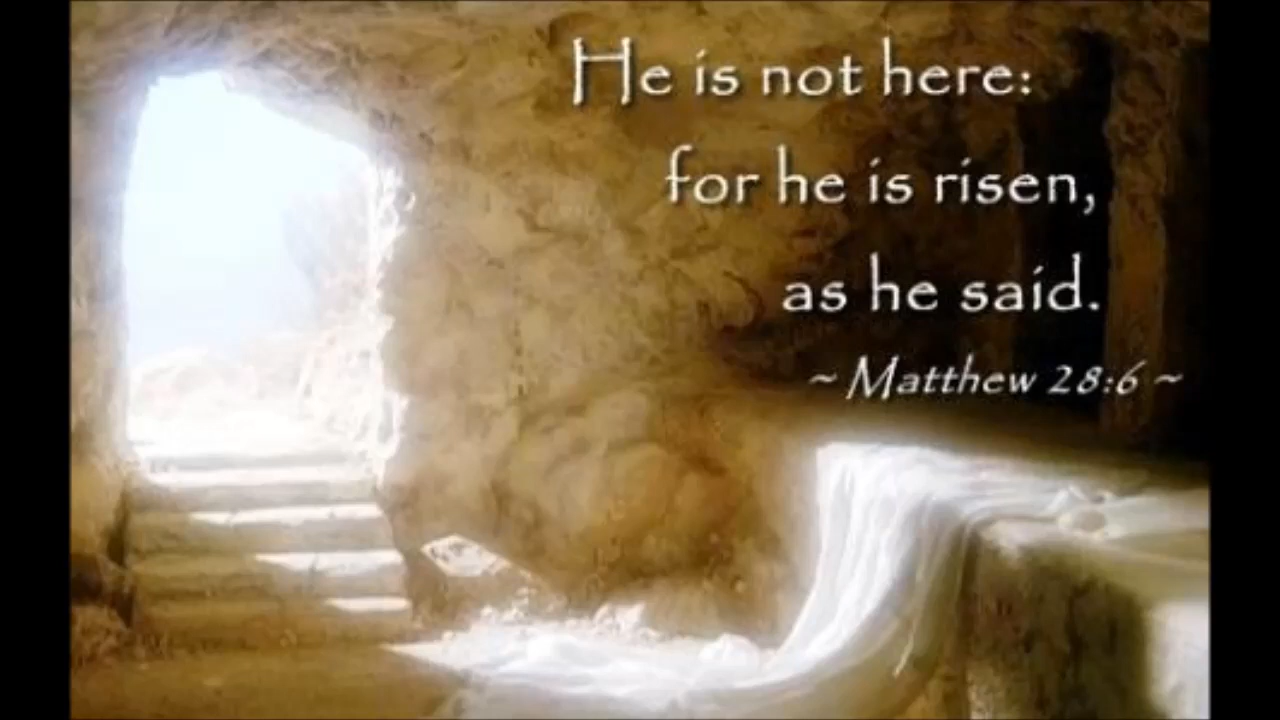 He is not here:
for he is risen,
as he said.
~ Matthew 28:6 ~